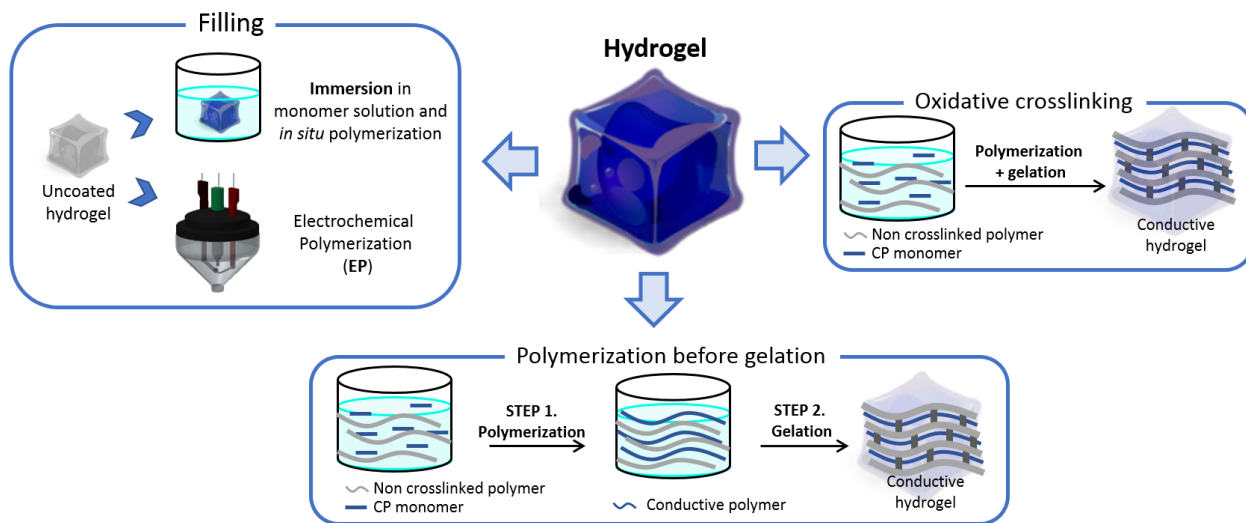 Filling
Immersion in
monomer solution and
in situ polymerization
Uncoated
hydrogel
Electrochemical
Polymerization
(EP)
Hydrogel
Oxidative crosslinking
Polymerization
+ gelation
Non crosslinked polymer
CP monomer
Conductive
hydrogel
Polymerization before gelation
STEP 1.
Polymerization
STEP 2.
Gelation
Non crosslinked polymer
CP monomer
Conductive polymer
Conductive
hydrogel